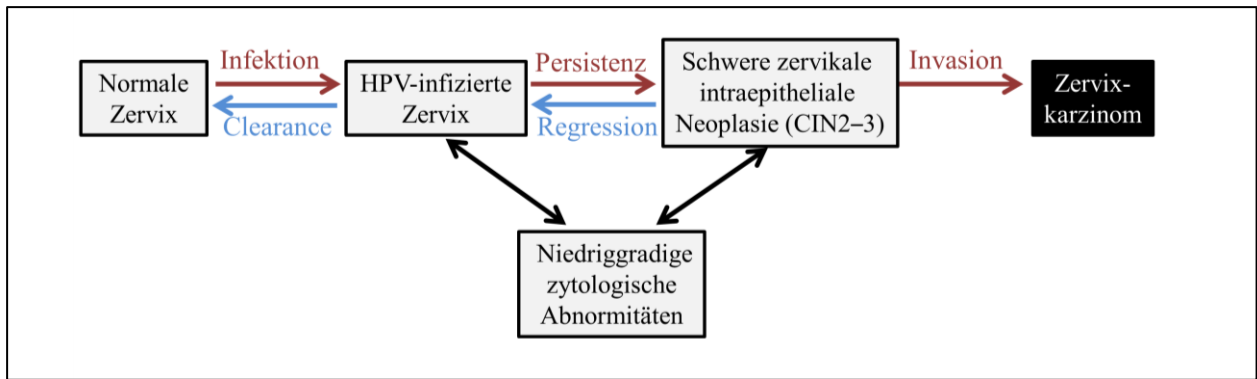 Normale
Zervix
Infektion
Clearance
HPV-infizierte
Zervix
Persistenz
Regression
Schwere zervikale
intraepitheliale
Neoplasie (CIN2–3)
Invasion
Zervix-
karzinom
Niedriggradige
zytologische
Abnormitäten